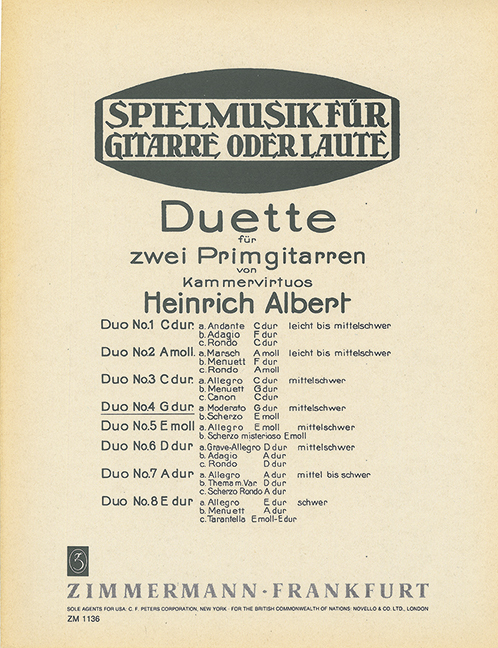 SPIELMUSIK FÜR
GITARRE ODER LAUTE
Duette
für
zwei Primgitarren
von
Kammervirtuos
Heinrich Albert
Duo No.1 C dur. a. Andante C dur leicht bis mittelschwer
b. Adagio F dur
c. Rondo C dur
Duo No.2 A moll. a. Marsch A moll leicht bis mittelschwer
b. Menuett F dur
c. Rondo A moll
Duo No.3 C dur. a. Allegro C dur mittelschwer
b. Menuett G dur
c. Canon C dur
Duo No.4 G dur. a. Moderato G dur mittelschwer
b. Scherzo E moll
Duo No.5 E moll a. Allegro E moll mittelschwer
b. Scherzo misterioso E moll
Duo No.6 D dur a. Grave-Allegro D dur mittelschwer
b. Adagio A dur
c. Rondo D dur
Duo No.7 A dur a. Allegro A dur mittel bis schwer
b. Thema m. Var. D dur
c. Scherzo Rondo A dur
Duo No.8 E dur a. Allegro E dur schwer
b. Menuett A dur
c. Tarantella E moll-E dur
Z
ZIMMERMANN · FRANKFURT
SOLE AGENTS FOR USA: C. F. PETERS CORPORATION, NEW YORK · FOR THE BRITISH COMMONWEALTH OF NATIONS: NOVELLO & CO. LTD., LONDON
ZM 1136